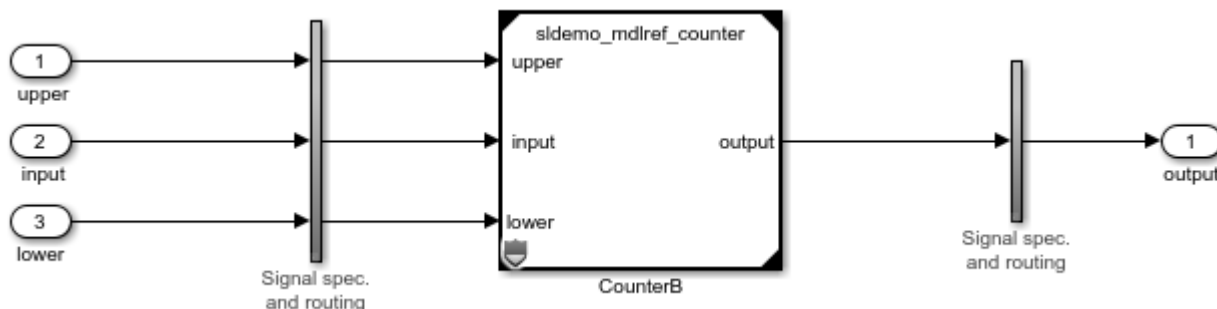 1
upper
2
input
3
lower
Signal spec.
and routing
sldemo_mdlref_counter
upper
input
lower
output
CounterB
Signal spec.
and routing
1
output